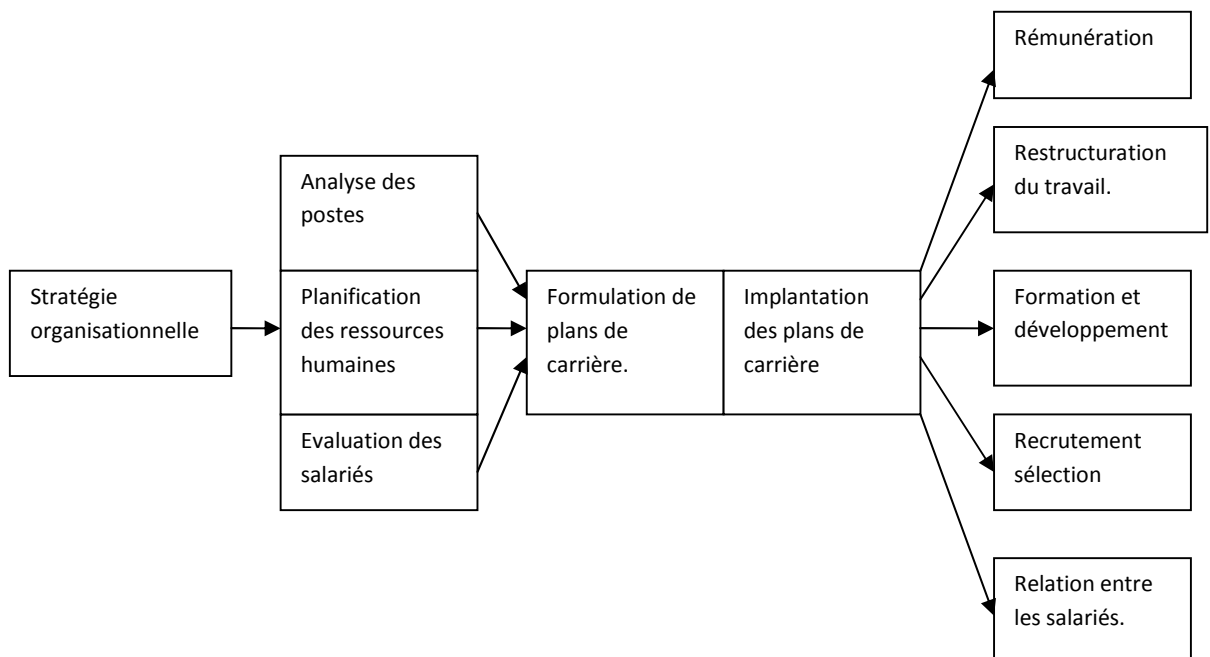 Stratégie
organisationnelle
Analyse des
postes
Planification
des ressources
humaines
Evaluation des
salariés
Formulation de
plans de
carrière.
Implantation
des plans de
carrière
Rémunération
Restructuration
du travail.
Formation et
développement
Recrutement
sélection
Relation entre
les salariés.